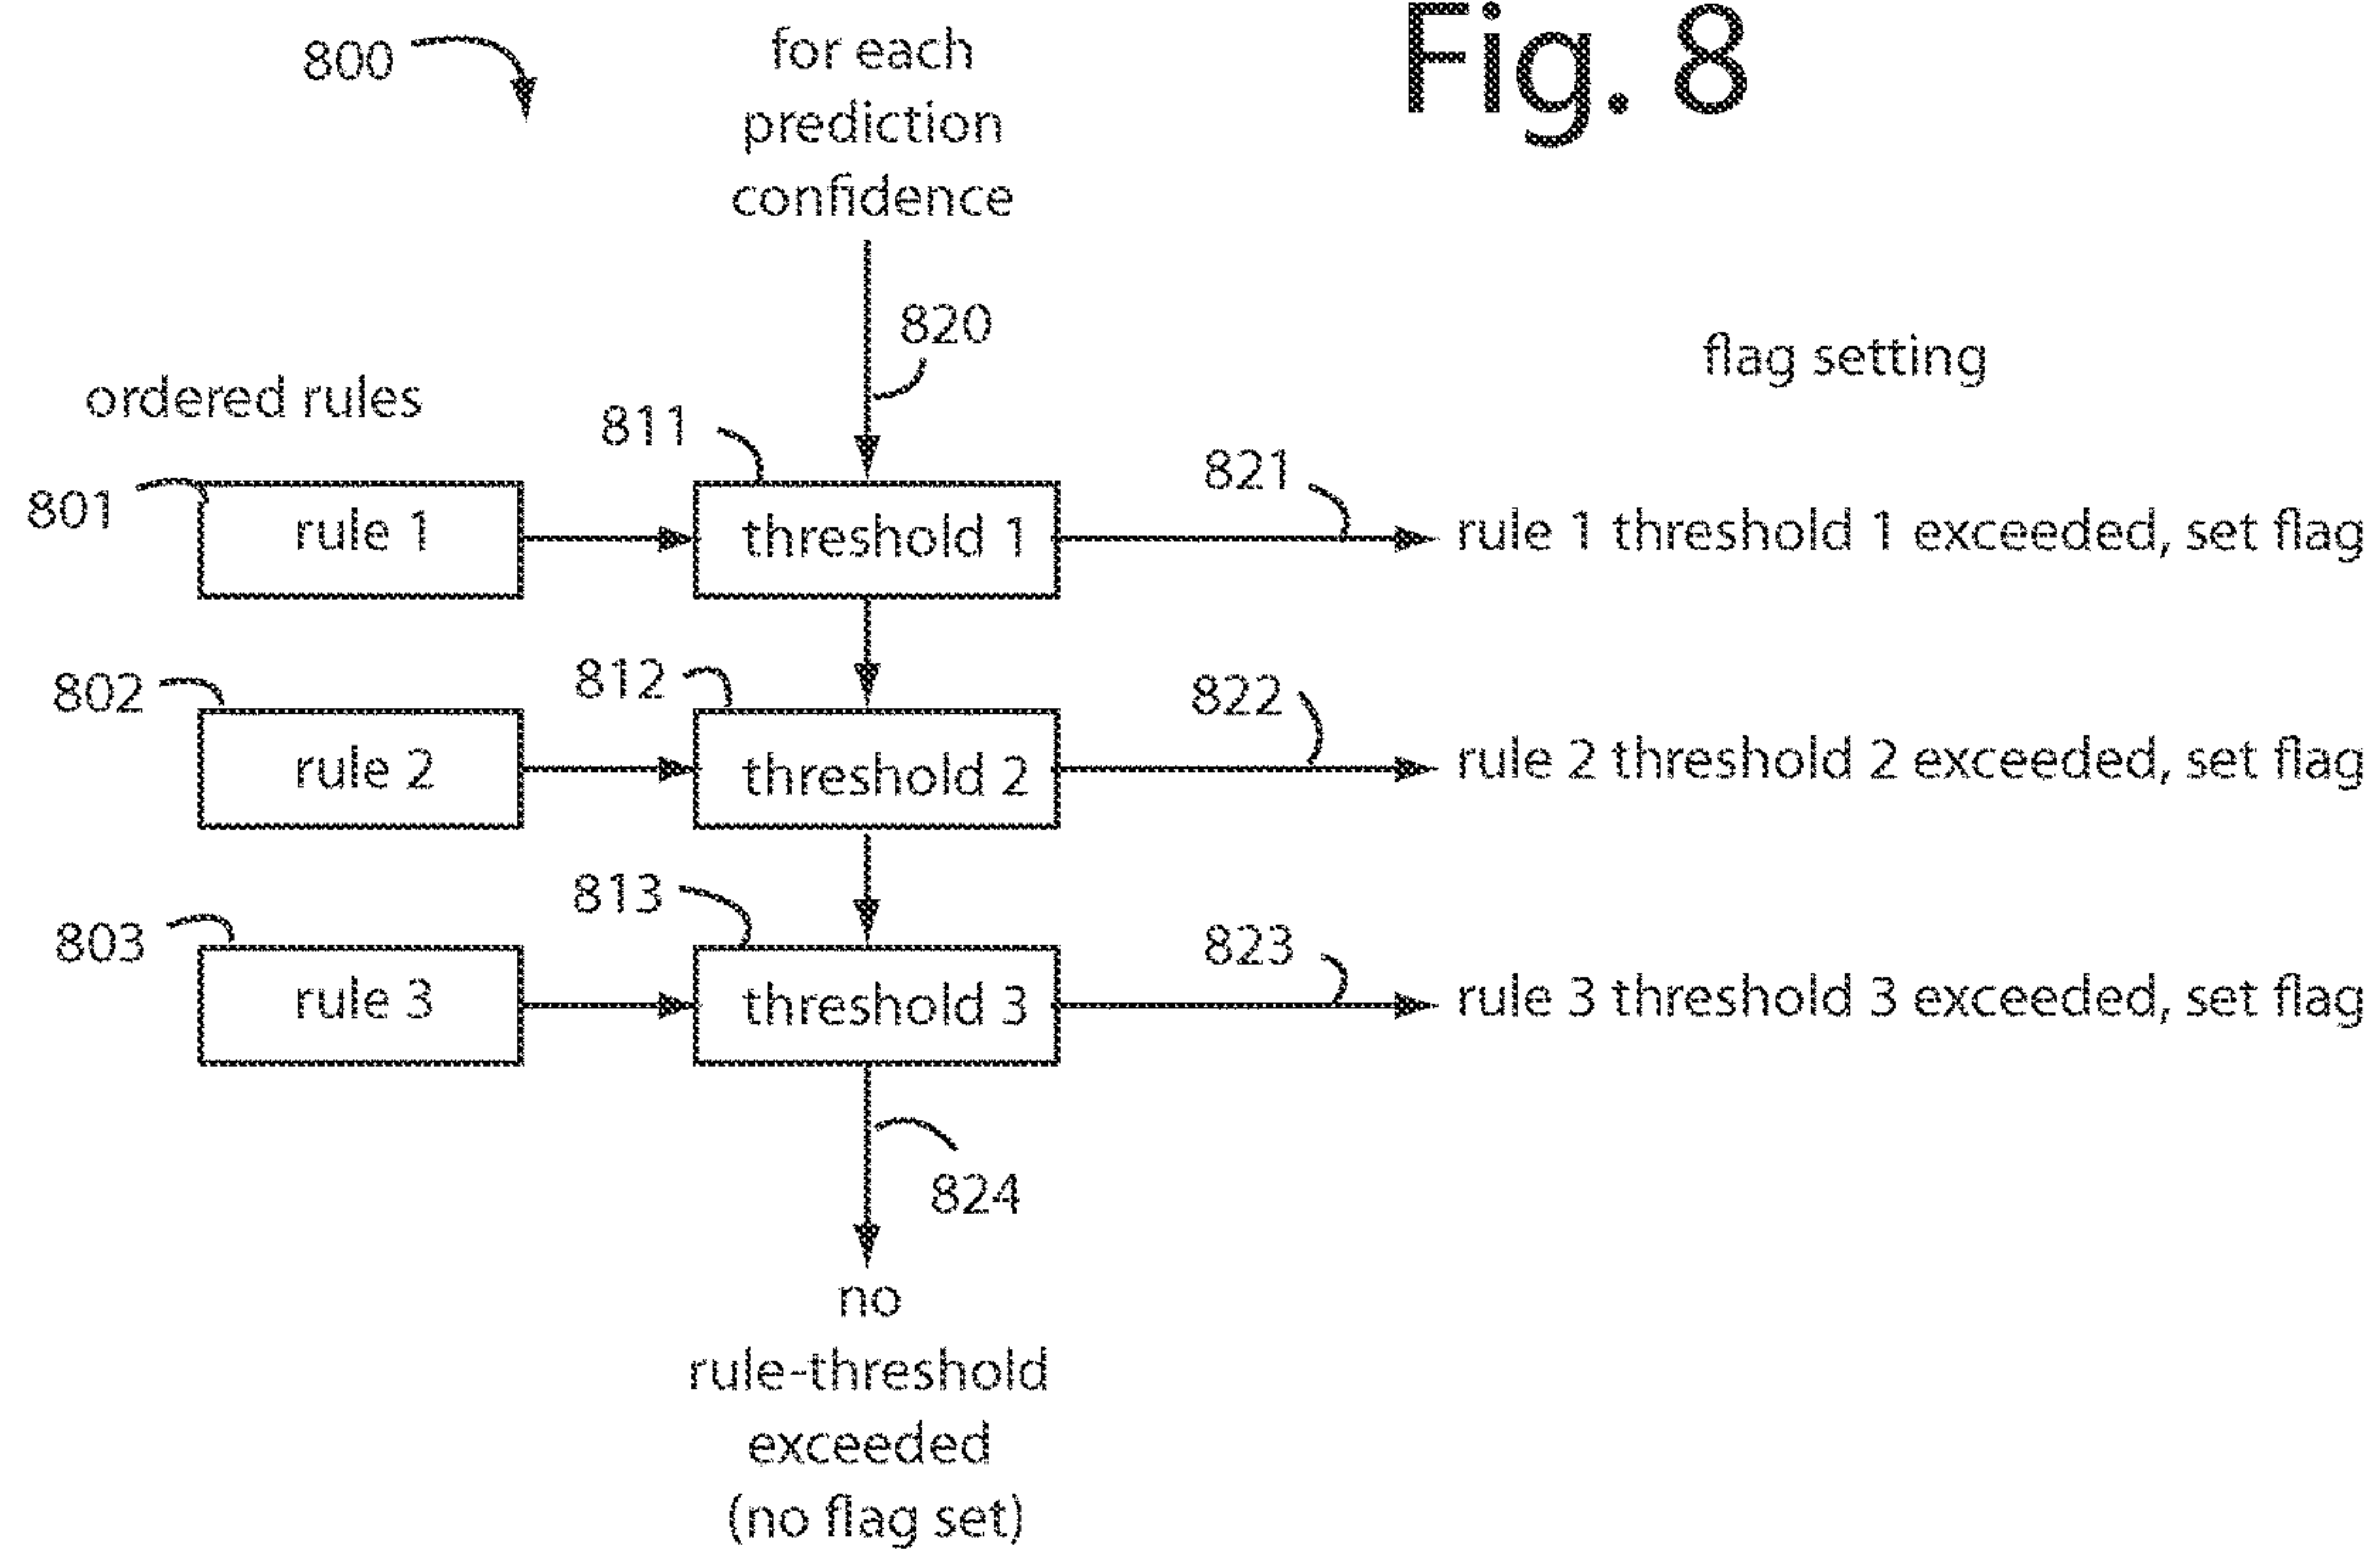 Fig. 8
800
for each
prediction
confidence
820
flag setting
ordered rules
811
821
801
rule 1
threshold 1
rule 1 threshold 1 exceeded, set flag
802
812
822
rule 2
threshold 2
rule 2 threshold 2 exceeded, set flag
803
813
823
rule 3
threshold 3
rule 3 threshold 3 exceeded, set flag
824
no
rule-threshold
exceeded
(no flag set)